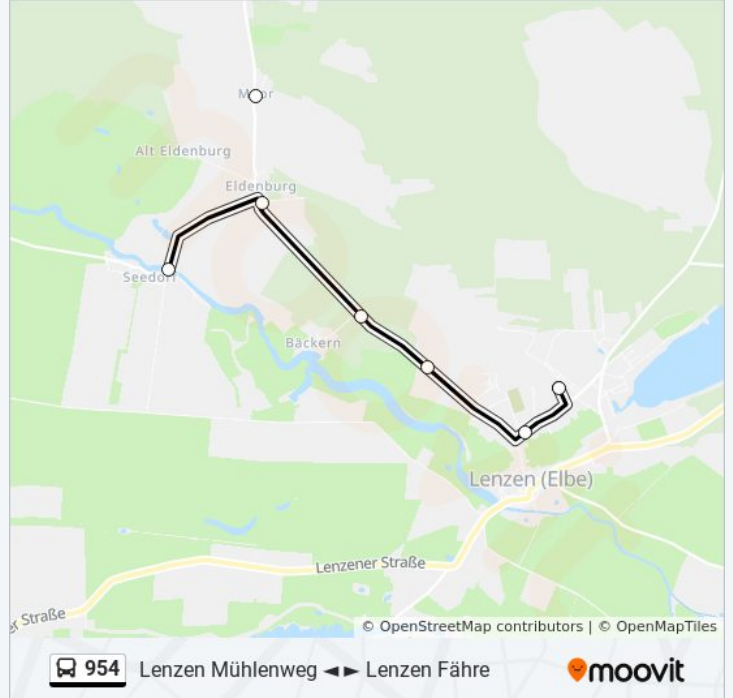 Alt Eldenburg
Eldenburg
Seedorf
Bäckern
Lenzen (Elbe)
Lenzener Straße
er Straße
© OpenStreetMap contributors | © OpenMapTiles
954 Lenzen Mühlenweg ◄ ► Lenzen Fähre moovit